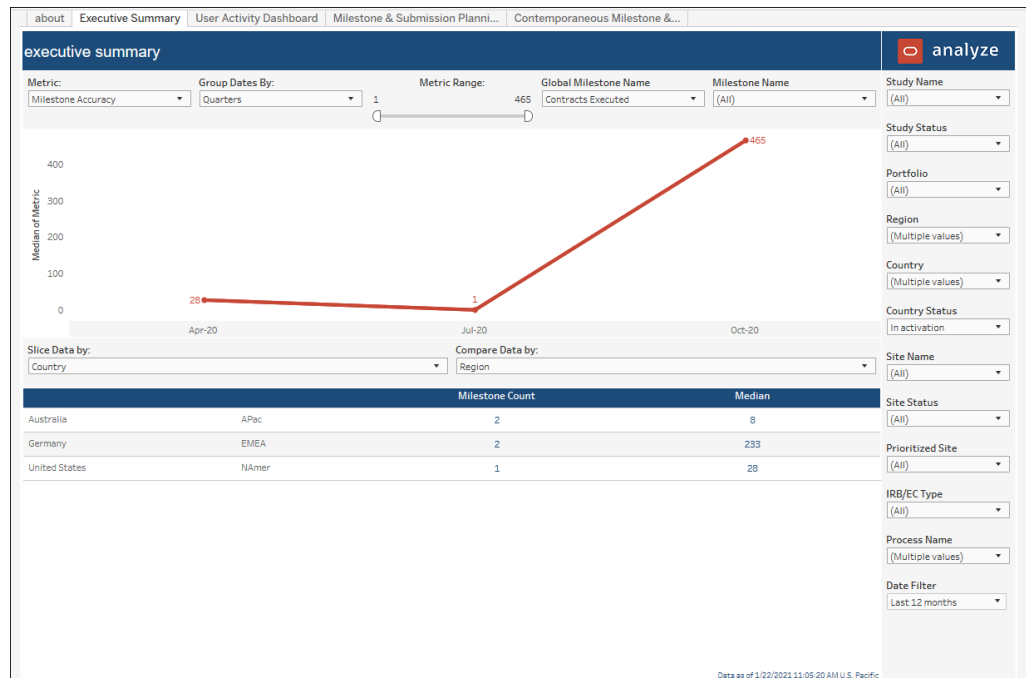 about Executive Summary User Activity Dashboard Milestone & Submission Planni... Contemporaneous Milestone &...
executive summary
analyze
Metric: Group Dates By: Metric Range: Global Milestone Name Milestone Name
Milestone Accuracy Quarters 1 465 Contracts Executed (All)
Study Name
(All)
Study Status
(All)
Portfolio
(All)
Region
(Multiple values)
Country
(Multiple values)
Country Status
In activation
Site Name
(All)
Site Status
(All)
Prioritized Site
(All)
IRB/EC Type
(All)
Process Name
(Multiple values)
Date Filter
Last 12 months
Median of Metric
400
300
200
100
0
28
1
465
Apr-20 Jul-20 Oct-20
Slice Data by: Compare Data by:
Country Region
Milestone Count Median
Australia APac 2 8
Germany EMEA 2 233
United States NAmer 1 28
Data as of 1/22/2021 11:05:20 AM U.S. Pacific